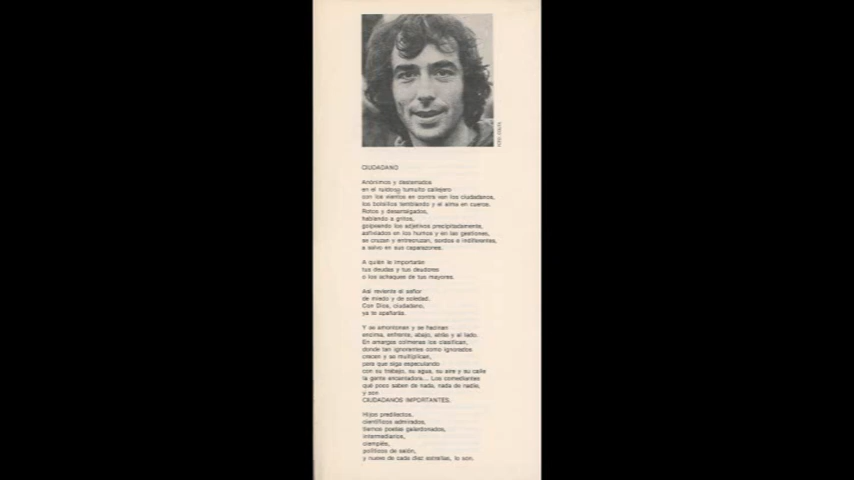 CIUDADANO
Anónimos y desterrados
en el ruidoso tumulto callejero
con los vientos en contra van los ciudadanos,
los bolsillos temblando y el alma en cueros.
Rotos y desarraigados,
hablando a gritos,
golpeando los adjetivos precipitadamente,
asfixiados en los humos y en las gestiones,
se cruzan y entrecruzan, sordos e indiferentes,
a salvo en sus caparazones.
A quién le importarán
tus deudas y tus deudores
o los achaques de tus mayores.
Así reviente el señor
de miedo y de soledad.
Con Dios, ciudadano,
ya te apañarás.
Y se amontonan y se hacinan
encima, enfrente, abajo, atrás y al lado.
En amargas colmenas los clasifican,
donde tan ignorantes como ignorados
crecen y se multiplican,
para que siga especulando
con su trabajo, su agua, su aire y su calle
la gente encantadora... Los comediantes
qué poco saben de nada, nada de nadie,
y son
CIUDADANOS IMPORTANTES.
Hijos predilectos,
científicos admirados,
tiernos poetas galardonados,
intermediarios,
ciempiés,
políticos de salón,
y nueve de cada diez estrellas, lo son.